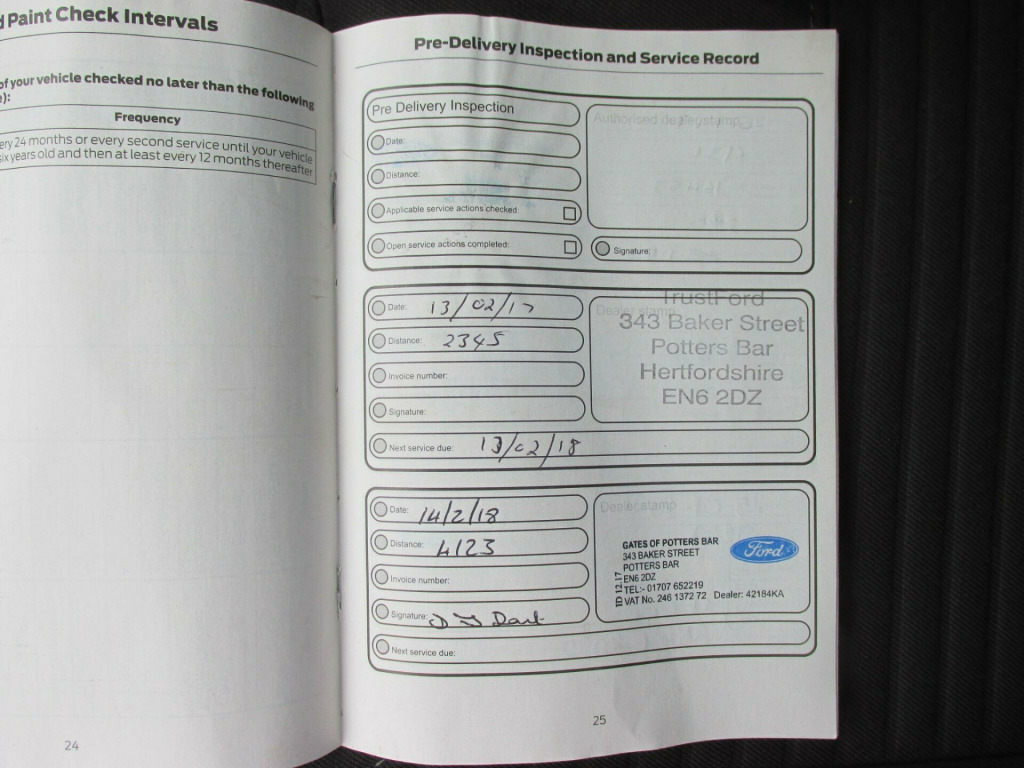 Paint Check Intervals
of your vehicle checked no later than the following
e):
Frequency
ery 24 months or every second service until your vehicle
six years old and then at least every 12 months thereafter
24
Pre-Delivery Inspection and Service Record
Pre Delivery Inspection
Date:
Distance:
Applicable service actions checked:
Open service actions completed:
Authorised dealer stamp
Signature:
Date: 13/02/17
Distance: 2345
Invoice number:
Signature:
Next service due: 13/02/18
Dealer stamp
TrustFord
343 Baker Street
Potters Bar
Hertfordshire
EN6 2DZ
Date: 14/2/18
Distance: 4123
Invoice number:
Signature: D J
Next service due:
Dealer stamp
GATES OF POTTERS BAR
343 BAKER STREET
POTTERS BAR
EN6 2DZ
TEL:- 01707 652219
VAT No. 246 1372 72 Dealer: 42184KA
ID 12.17
Ford
25